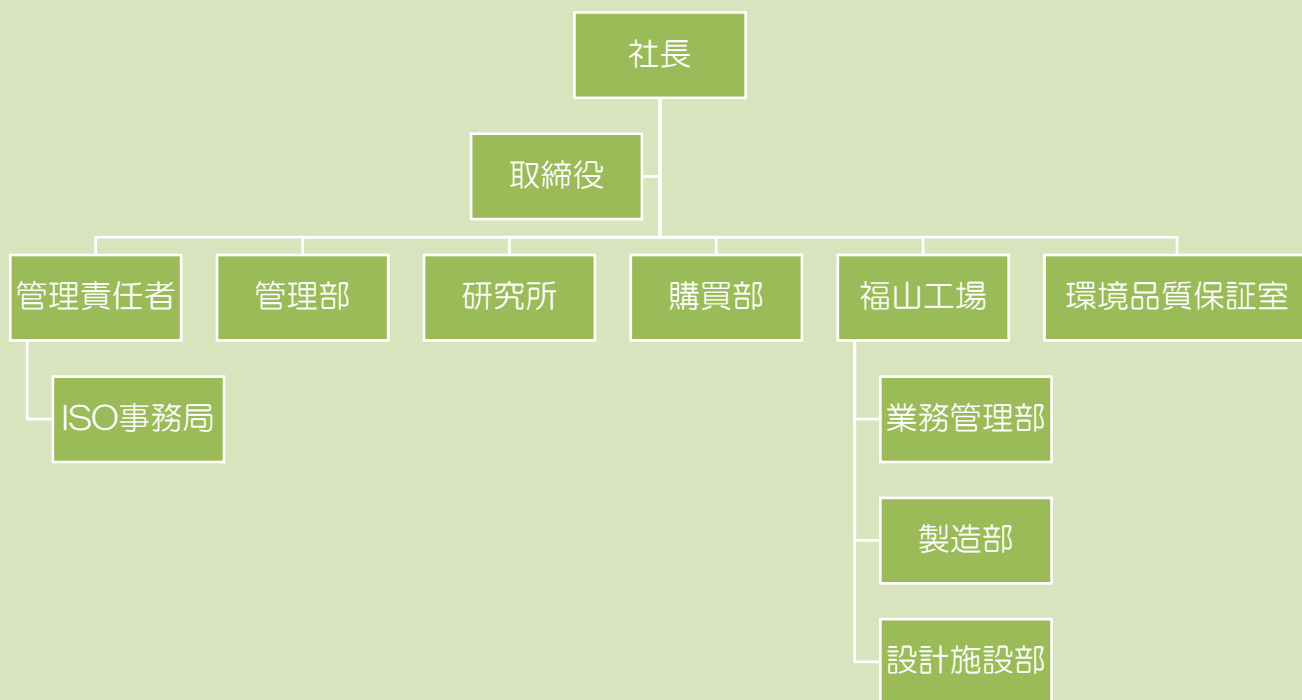 社長
取締役
管理責任者
管理部
研究所
購買部
福山工場
環境品質保証室
ISO事務局
業務管理部
製造部
設計施設部